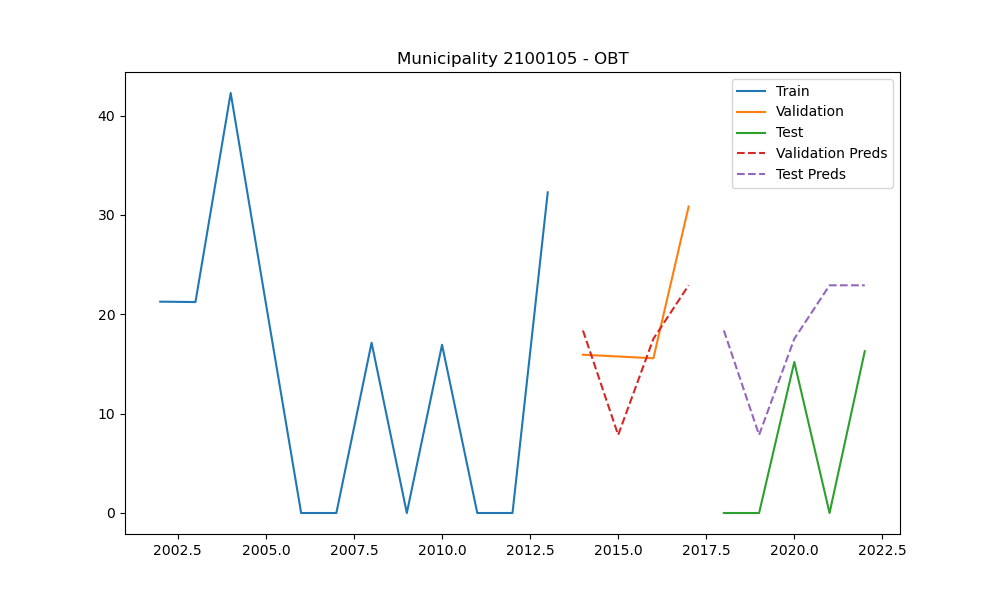 Municipality 2100105 - OBT
Train
Validation
Test
Validation Preds
Test Preds
40
30
20
10
0
2002.5 2005.0 2007.5 2010.0 2012.5 2015.0 2017.5 2020.0 2022.5